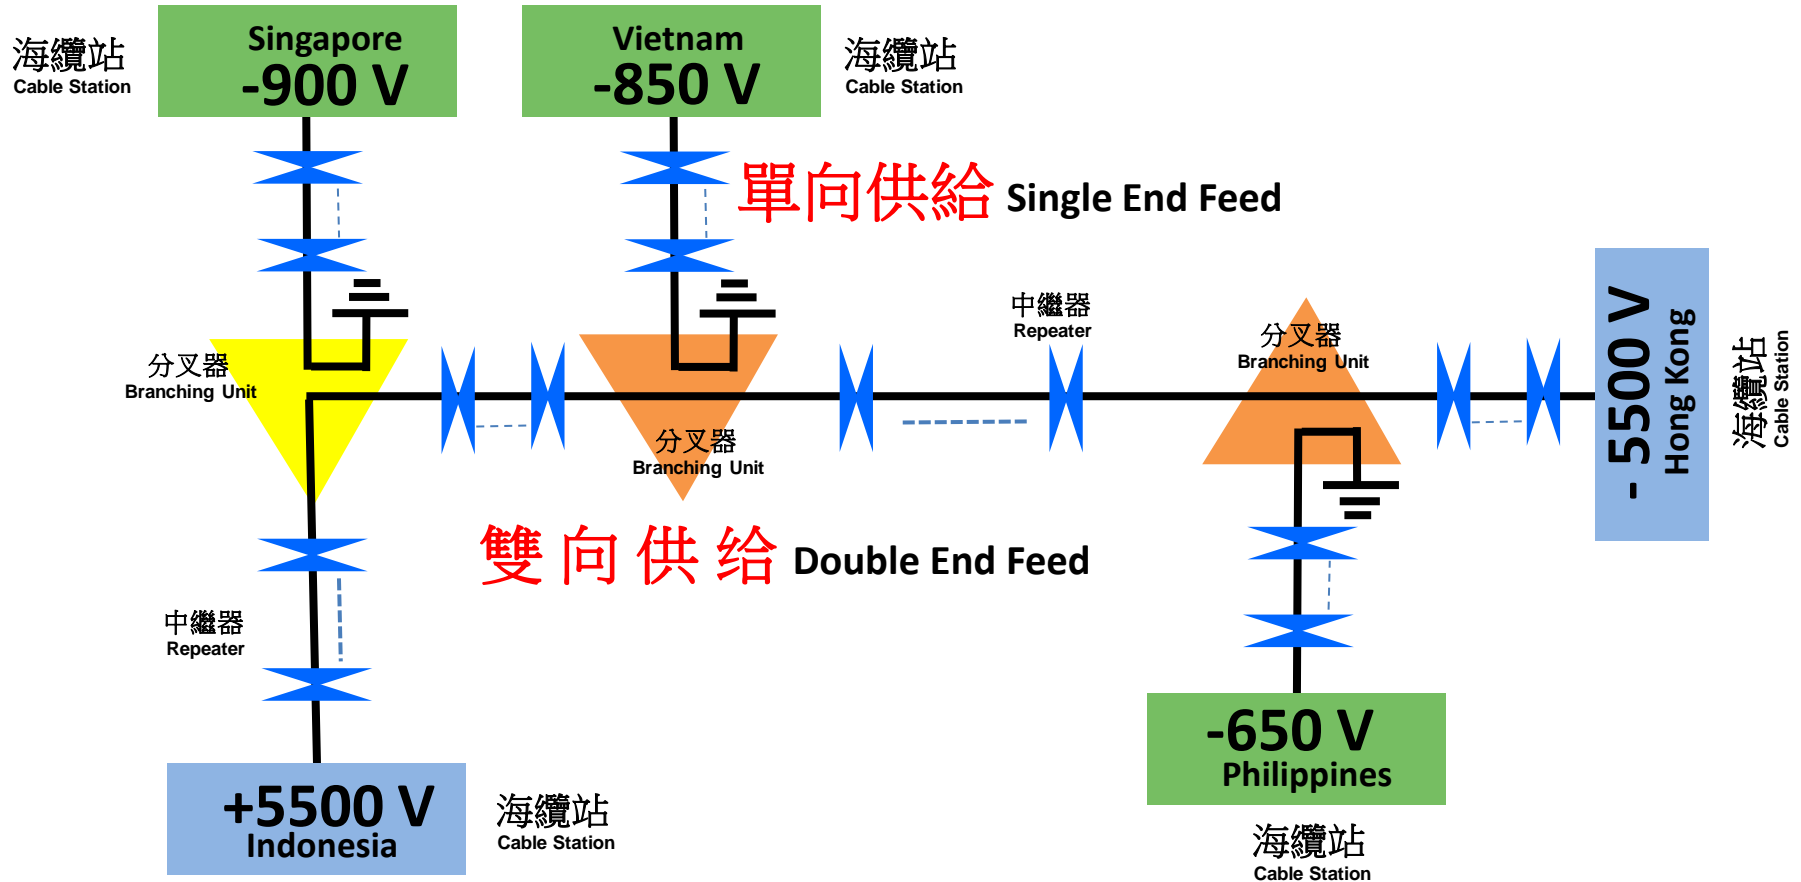 海纜站
Cable Station
Singapore
-900 V
Vietnam
-850 V
海纜站
Cable Station
單向供給 Single End Feed
中繼器
Repeater
分叉器
Branching Unit
分叉器
Branching Unit
分叉器
Branching Unit
- 5500 V
Hong Kong
海纜站
Cable Station
雙向供给 Double End Feed
中繼器
Repeater
-650 V
Philippines
+5500 V
Indonesia
海纜站
Cable Station
海纜站
Cable Station